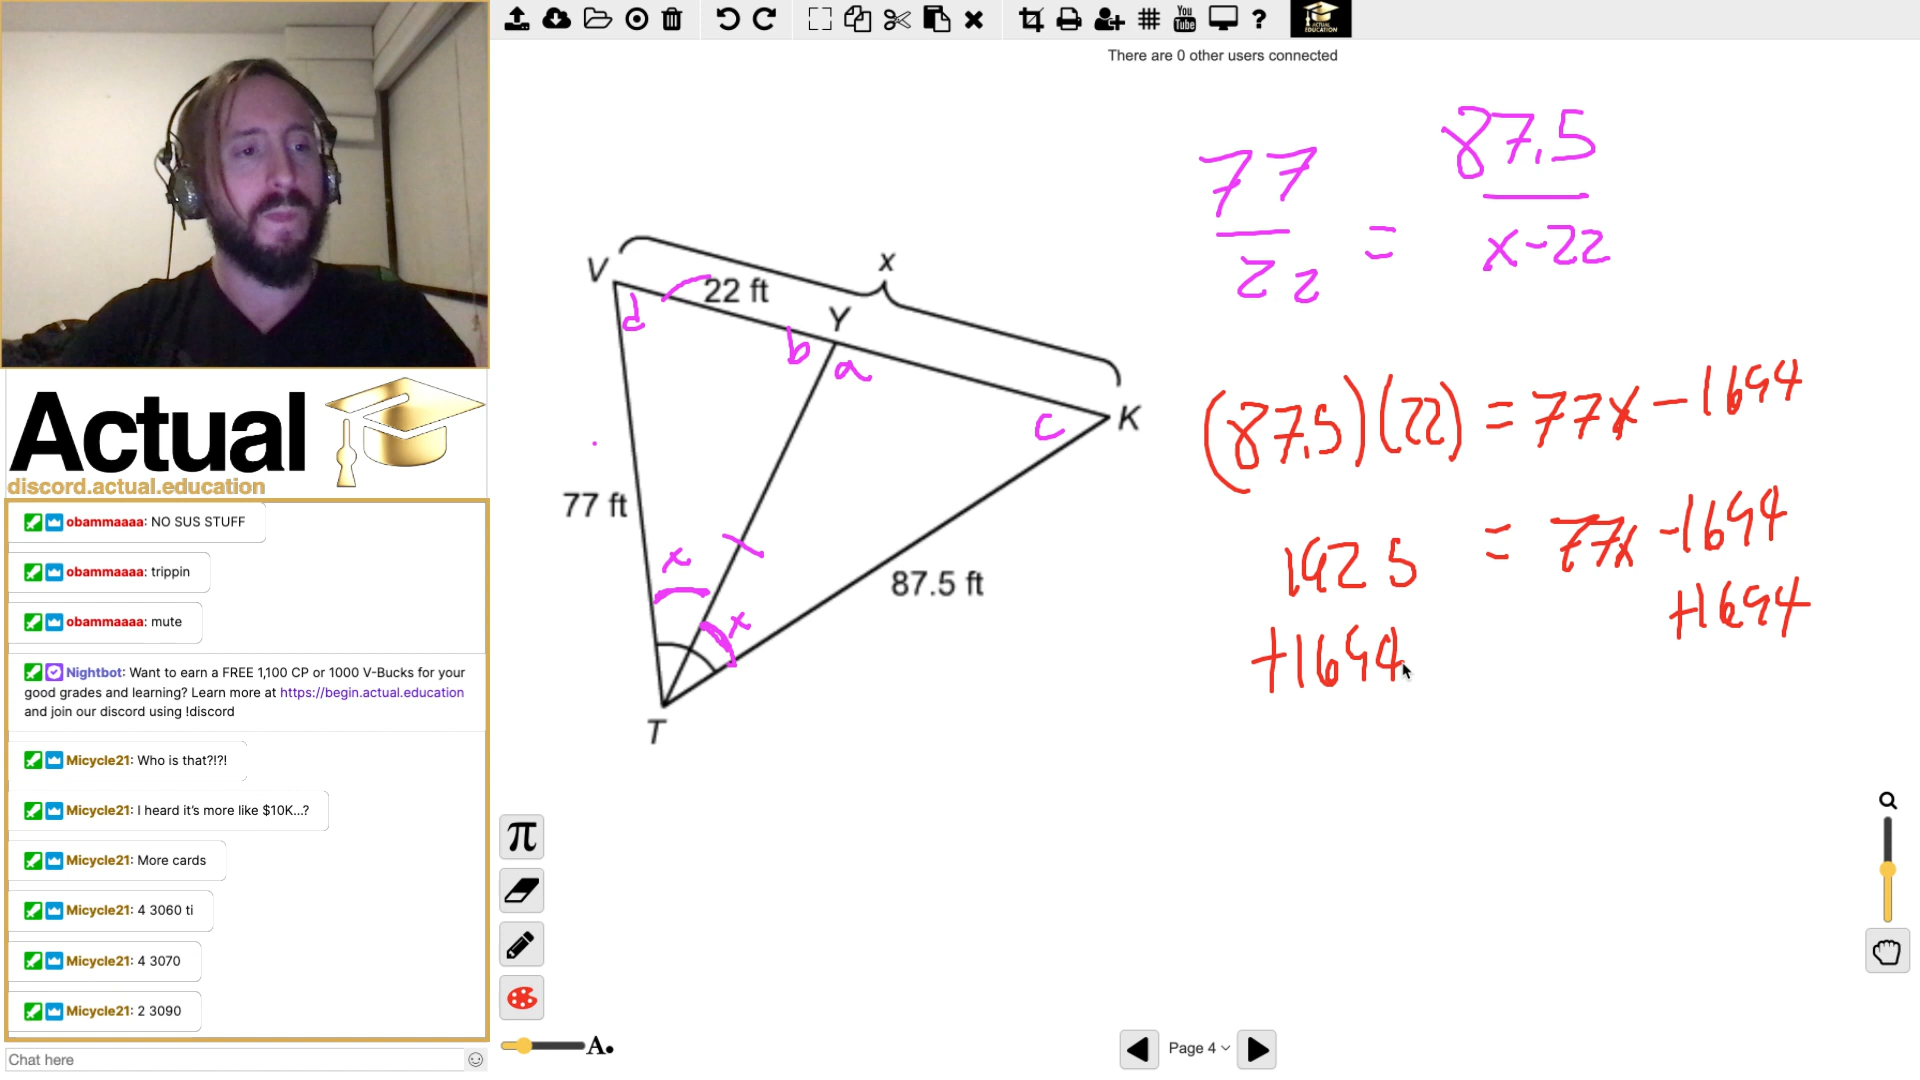 You
Tube
?
ACTUAL
EDUCATION
There are 0 other users connected
Actual
discord.actual.education
obammaaaa: NO SUS STUFF
obammaaaa: trippin
obammaaaa: mute
Nightbot: Want to earn a FREE 1,100 CP or 1000 V-Bucks for your
good grades and learning? Learn more at https://begin.actual.education
and join our discord using !discord
Micycle21: Who is that?!?!
Micycle21: I heard it's more like $10K...?
Micycle21: More cards
Micycle21: 4 3060 ti
Micycle21: 4 3070
Micycle21: 2 3090
Chat here
V
22 ft
x
Y
K
d
b
a
c
77 ft
87.5 ft
x
x
T
77
22
=
87.5
x-22
(87.5)(22) = 77x - 1694
1925 = 77x - 1694
+1694
+1694
π
A
Page 4